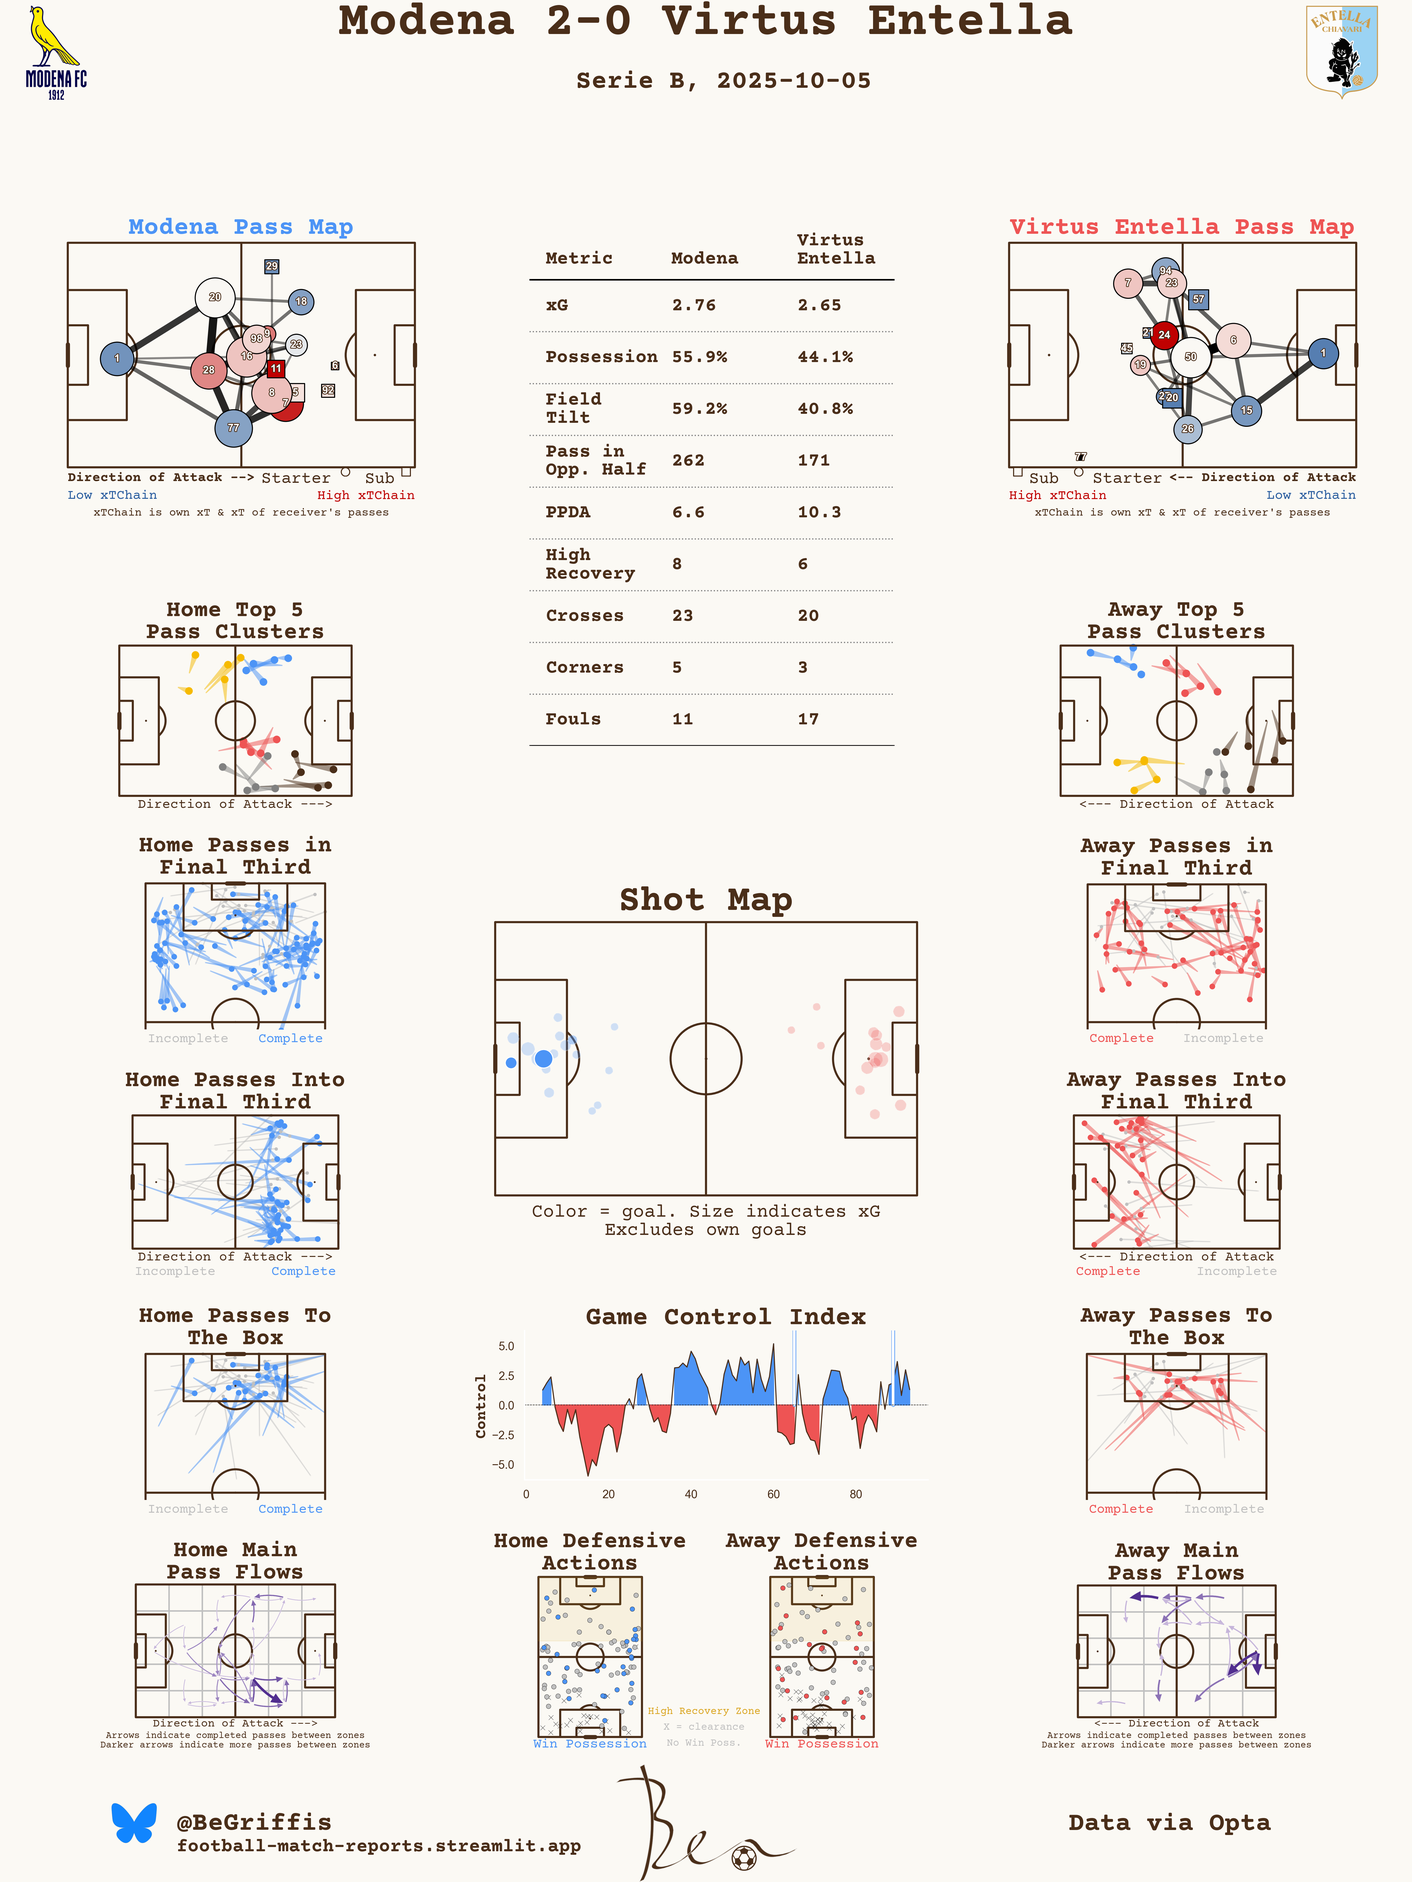 Modena 2-0 Virtus Entella
Serie B, 2025-10-05
MODENA FC
1912
ENTELLA
CHIAVARI
Modena Pass Map
29
20
18
9
98
23
16
1
11
28
6
8
5
92
7
77
Direction of Attack -->
Starter
Sub
Low xTChain
High xTChain
xTChain is own xT & xT of receiver's passes
Metric Modena Virtus Entella
xG 2.76 2.65
Possession 55.9% 44.1%
Field Tilt 59.2% 40.8%
Pass in Opp. Half 262 171
PPDA 6.6 10.3
High Recovery 8 6
Crosses 23 20
Corners 5 3
Fouls 11 17
Virtus Entella Pass Map
94
7
23
57
21
24
6
45
50
1
19
20
15
26
77
Sub
Starter
<-- Direction of Attack
High xTChain
Low xTChain
xTChain is own xT & xT of receiver's passes
Home Top 5
Pass Clusters
Direction of Attack --->
Away Top 5
Pass Clusters
<--- Direction of Attack
Home Passes in
Final Third
Incomplete
Complete
Away Passes in
Final Third
Complete
Incomplete
Shot Map
Color = goal. Size indicates xG
Excludes own goals
Home Passes Into
Final Third
Direction of Attack --->
Incomplete
Complete
Away Passes Into
Final Third
<--- Direction of Attack
Complete
Incomplete
Home Passes To
The Box
Incomplete
Complete
Game Control Index
Control
5.0
2.5
0.0
−2.5
−5.0
0
20
40
60
80
Away Passes To
The Box
Complete
Incomplete
Home Main
Pass Flows
Direction of Attack --->
Arrows indicate completed passes between zones
Darker arrows indicate more passes between zones
Home Defensive
Actions
Win Possession
High Recovery Zone
X = clearance
No Win Poss.
Away Defensive
Actions
Win Possession
Away Main
Pass Flows
<--- Direction of Attack
Arrows indicate completed passes between zones
Darker arrows indicate more passes between zones
@BeGriffis
football-match-reports.streamlit.app
Ben
Data via Opta